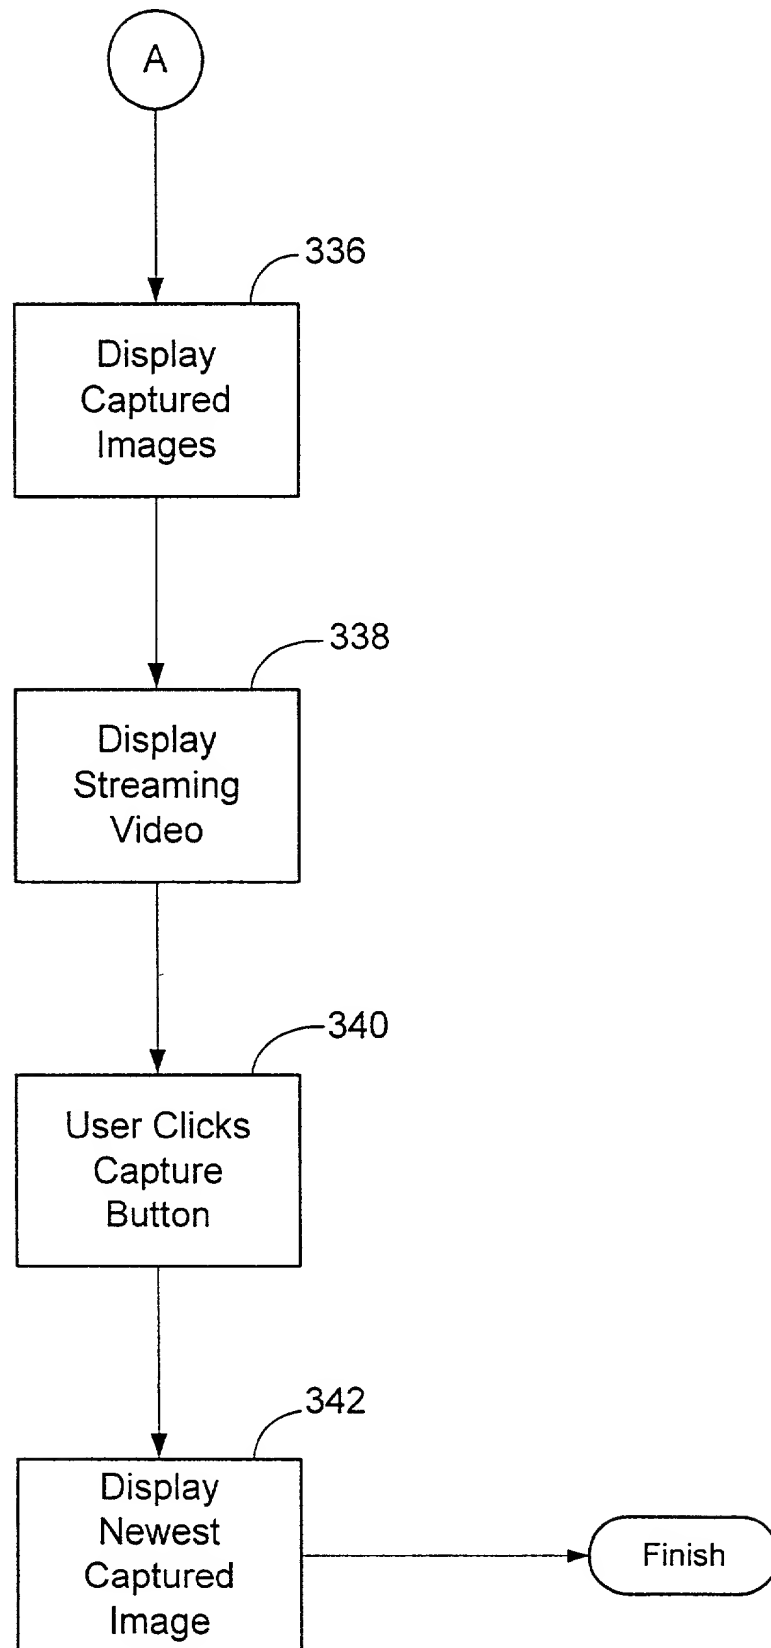 A
336
Display
Captured
Images
338
Display
Streaming
Video
340
User Clicks
Capture
Button
342
Display
Newest
Captured
Image
Finish